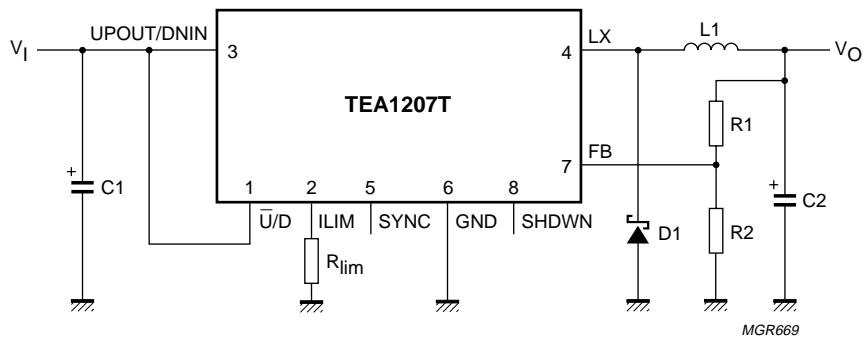 V_I
UPOUT/DNIN
3
4
LX
L1
V_O
TEA1207T
R1
7
FB
+
C1
1
2
5
6
8
+
C2
U̅/D
ILIM
SYNC
GND
SHDWN
D1
R2
R_lim
MGR669